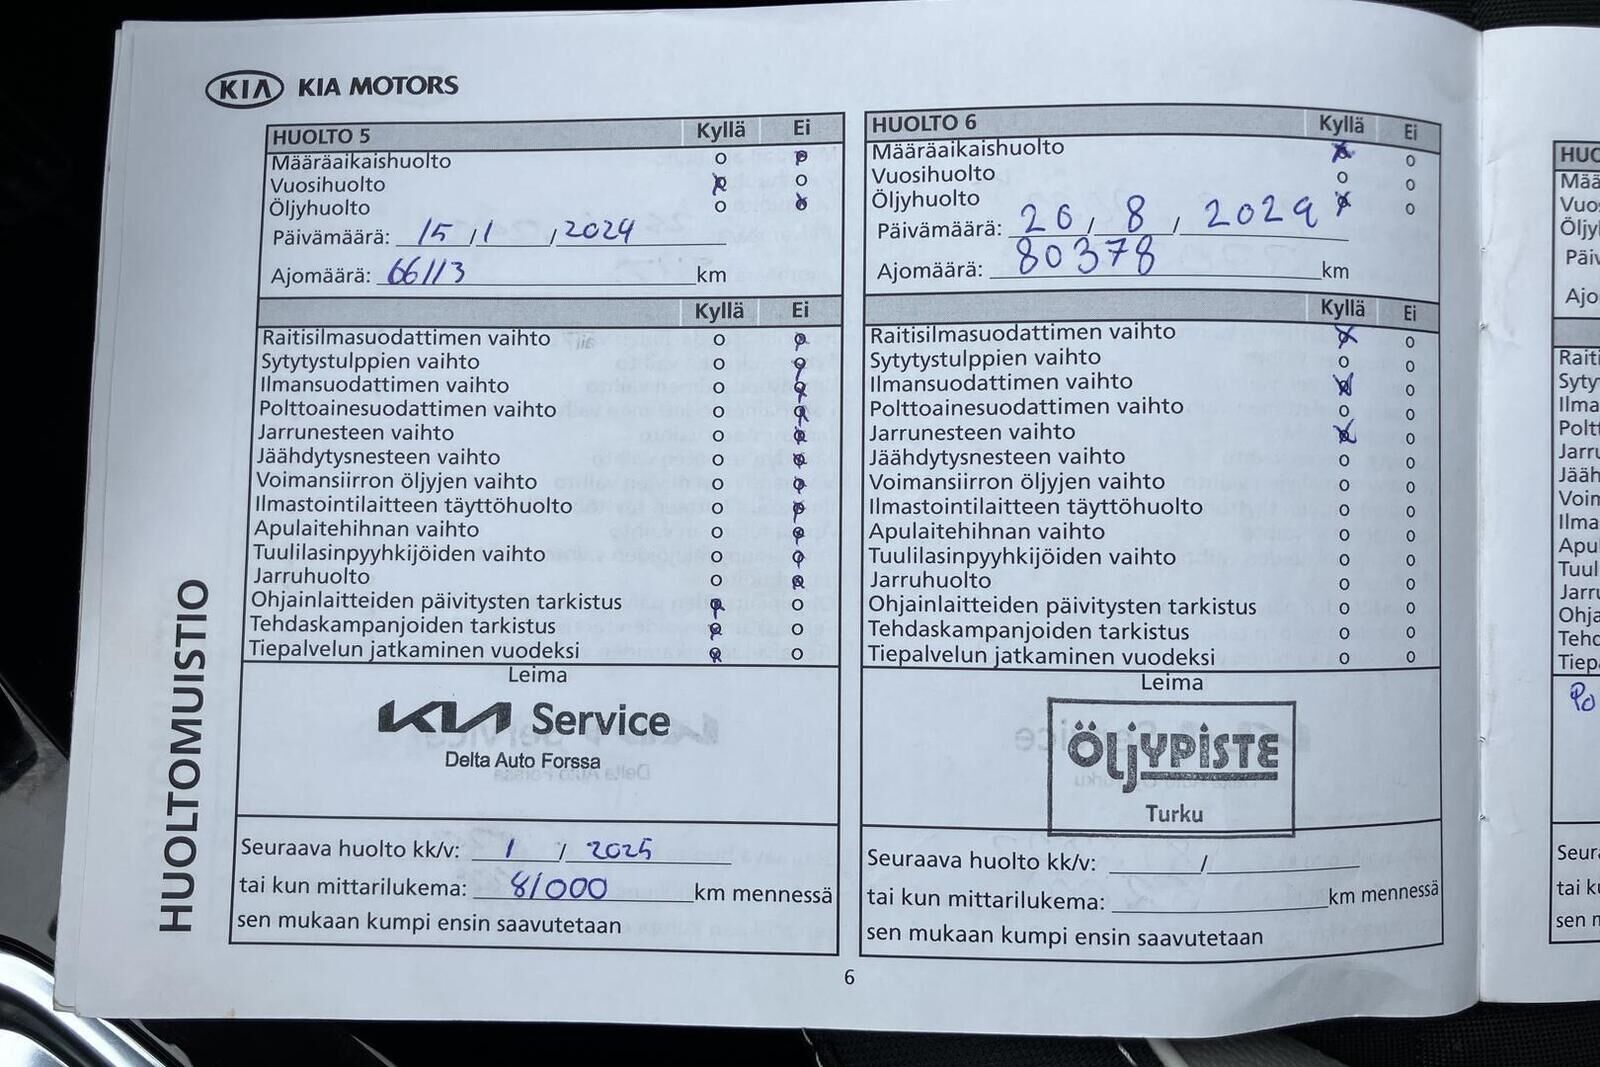 KIA KIA MOTORS
HUOLTO 5 Kyllä Ei
Määräaikaishuolto
Vuosihuolto
Öljyhuolto
Päivämäärä: 15 / 1 / 2024
Ajomäärä: 66113 km
Kyllä Ei
Raitisilmasuodattimen vaihto
Sytytystulppien vaihto
Ilmansuodattimen vaihto
Polttoainesuodattimen vaihto
Jarrunesteen vaihto
Jäähdytysnesteen vaihto
Voimansiirron öljyjen vaihto
Ilmastointilaitteen täyttöhuolto
Apulaitehihnan vaihto
Tuulilasinpyyhkijöiden vaihto
Jarruhuolto
Ohjainlaitteiden päivitysten tarkistus
Tehdaskampanjoiden tarkistus
Tiepalvelun jatkaminen vuodeksi
Leima
KIA Service
Delta Auto Forssa
Seuraava huolto kk/v: 1 / 2025
tai kun mittarilukema: 81000 km mennessä
sen mukaan kumpi ensin saavutetaan
HUOLTO 6 Kyllä Ei
Määräaikaishuolto
Vuosihuolto
Öljyhuolto
Päivämäärä: 26 / 8 / 2024
Ajomäärä: 80378 km
Kyllä Ei
Raitisilmasuodattimen vaihto
Sytytystulppien vaihto
Ilmansuodattimen vaihto
Polttoainesuodattimen vaihto
Jarrunesteen vaihto
Jäähdytysnesteen vaihto
Voimansiirron öljyjen vaihto
Ilmastointilaitteen täyttöhuolto
Apulaitehihnan vaihto
Tuulilasinpyyhkijöiden vaihto
Jarruhuolto
Ohjainlaitteiden päivitysten tarkistus
Tehdaskampanjoiden tarkistus
Tiepalvelun jatkaminen vuodeksi
Leima
ÖLJYPISTE
Turku
Seuraava huolto kk/v: /
tai kun mittarilukema: km mennessä
sen mukaan kumpi ensin saavutetaan
HUOLTOMUISTIO
6